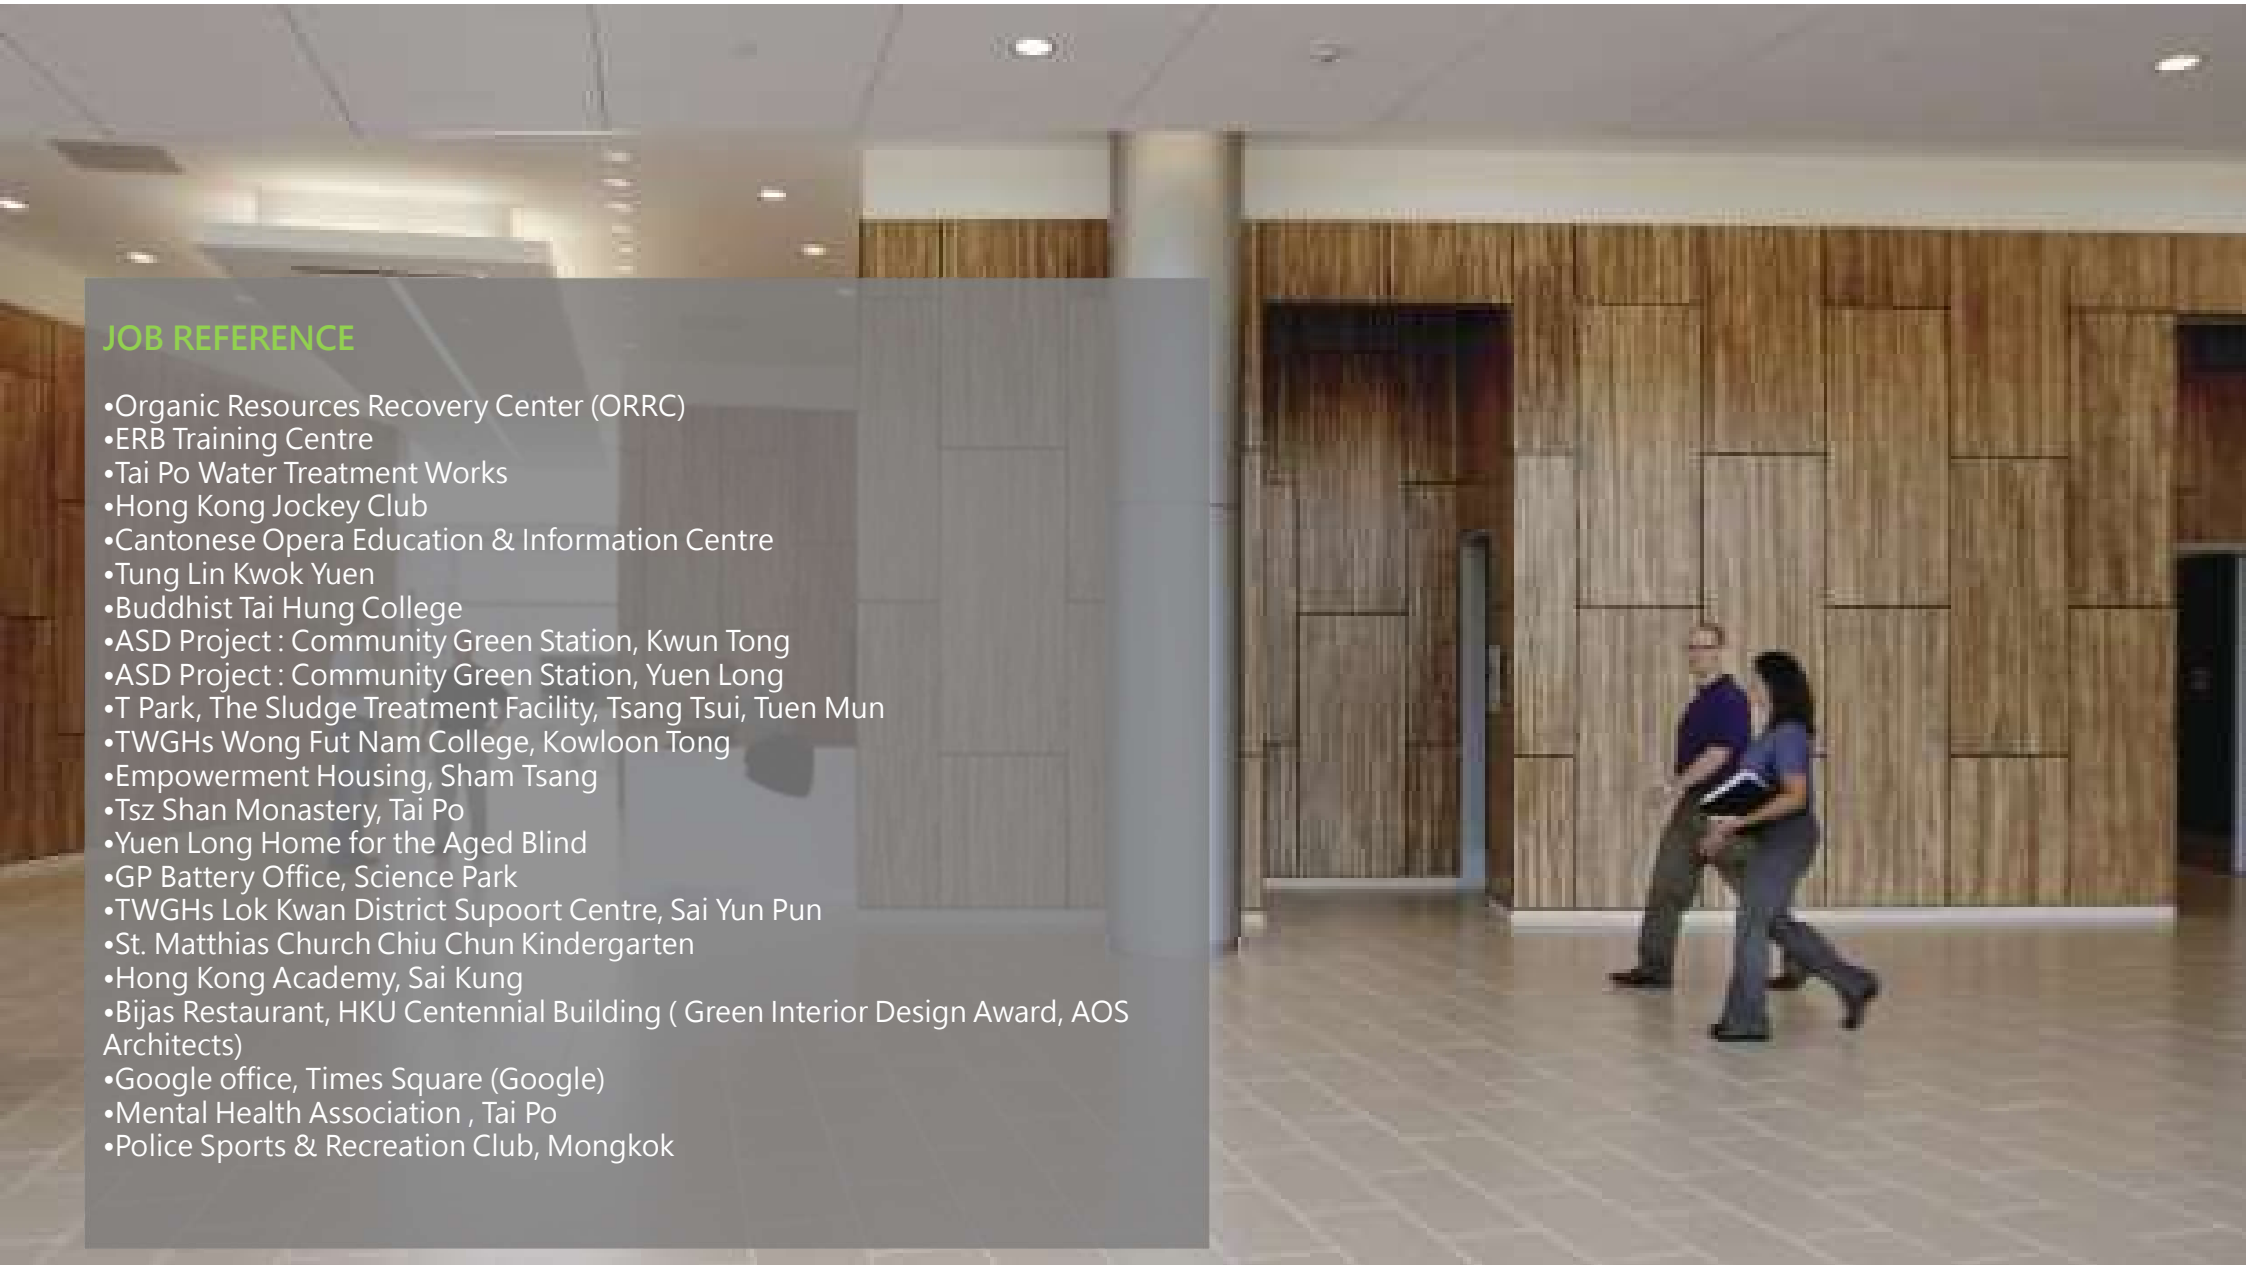 JOB REFERENCE
•Organic Resources Recovery Center (ORRC)
•ERB Training Centre
•Tai Po Water Treatment Works
•Hong Kong Jockey Club
•Cantonese Opera Education & Information Centre
•Tung Lin Kwok Yuen
•Buddhist Tai Hung College
•ASD Project : Community Green Station, Kwun Tong
•ASD Project : Community Green Station, Yuen Long
•T Park, The Sludge Treatment Facility, Tsang Tsui, Tuen Mun
•TWGHs Wong Fut Nam College, Kowloon Tong
•Empowerment Housing, Sham Tsang
•Tsz Shan Monastery, Tai Po
•Yuen Long Home for the Aged Blind
•GP Battery Office, Science Park
•TWGHs Lok Kwan District Supoort Centre, Sai Yun Pun
•St. Matthias Church Chiu Chun Kindergarten
•Hong Kong Academy, Sai Kung
•Bijas Restaurant, HKU Centennial Building ( Green Interior Design Award, AOS
Architects)
•Google office, Times Square (Google)
•Mental Health Association , Tai Po
•Police Sports & Recreation Club, Mongkok